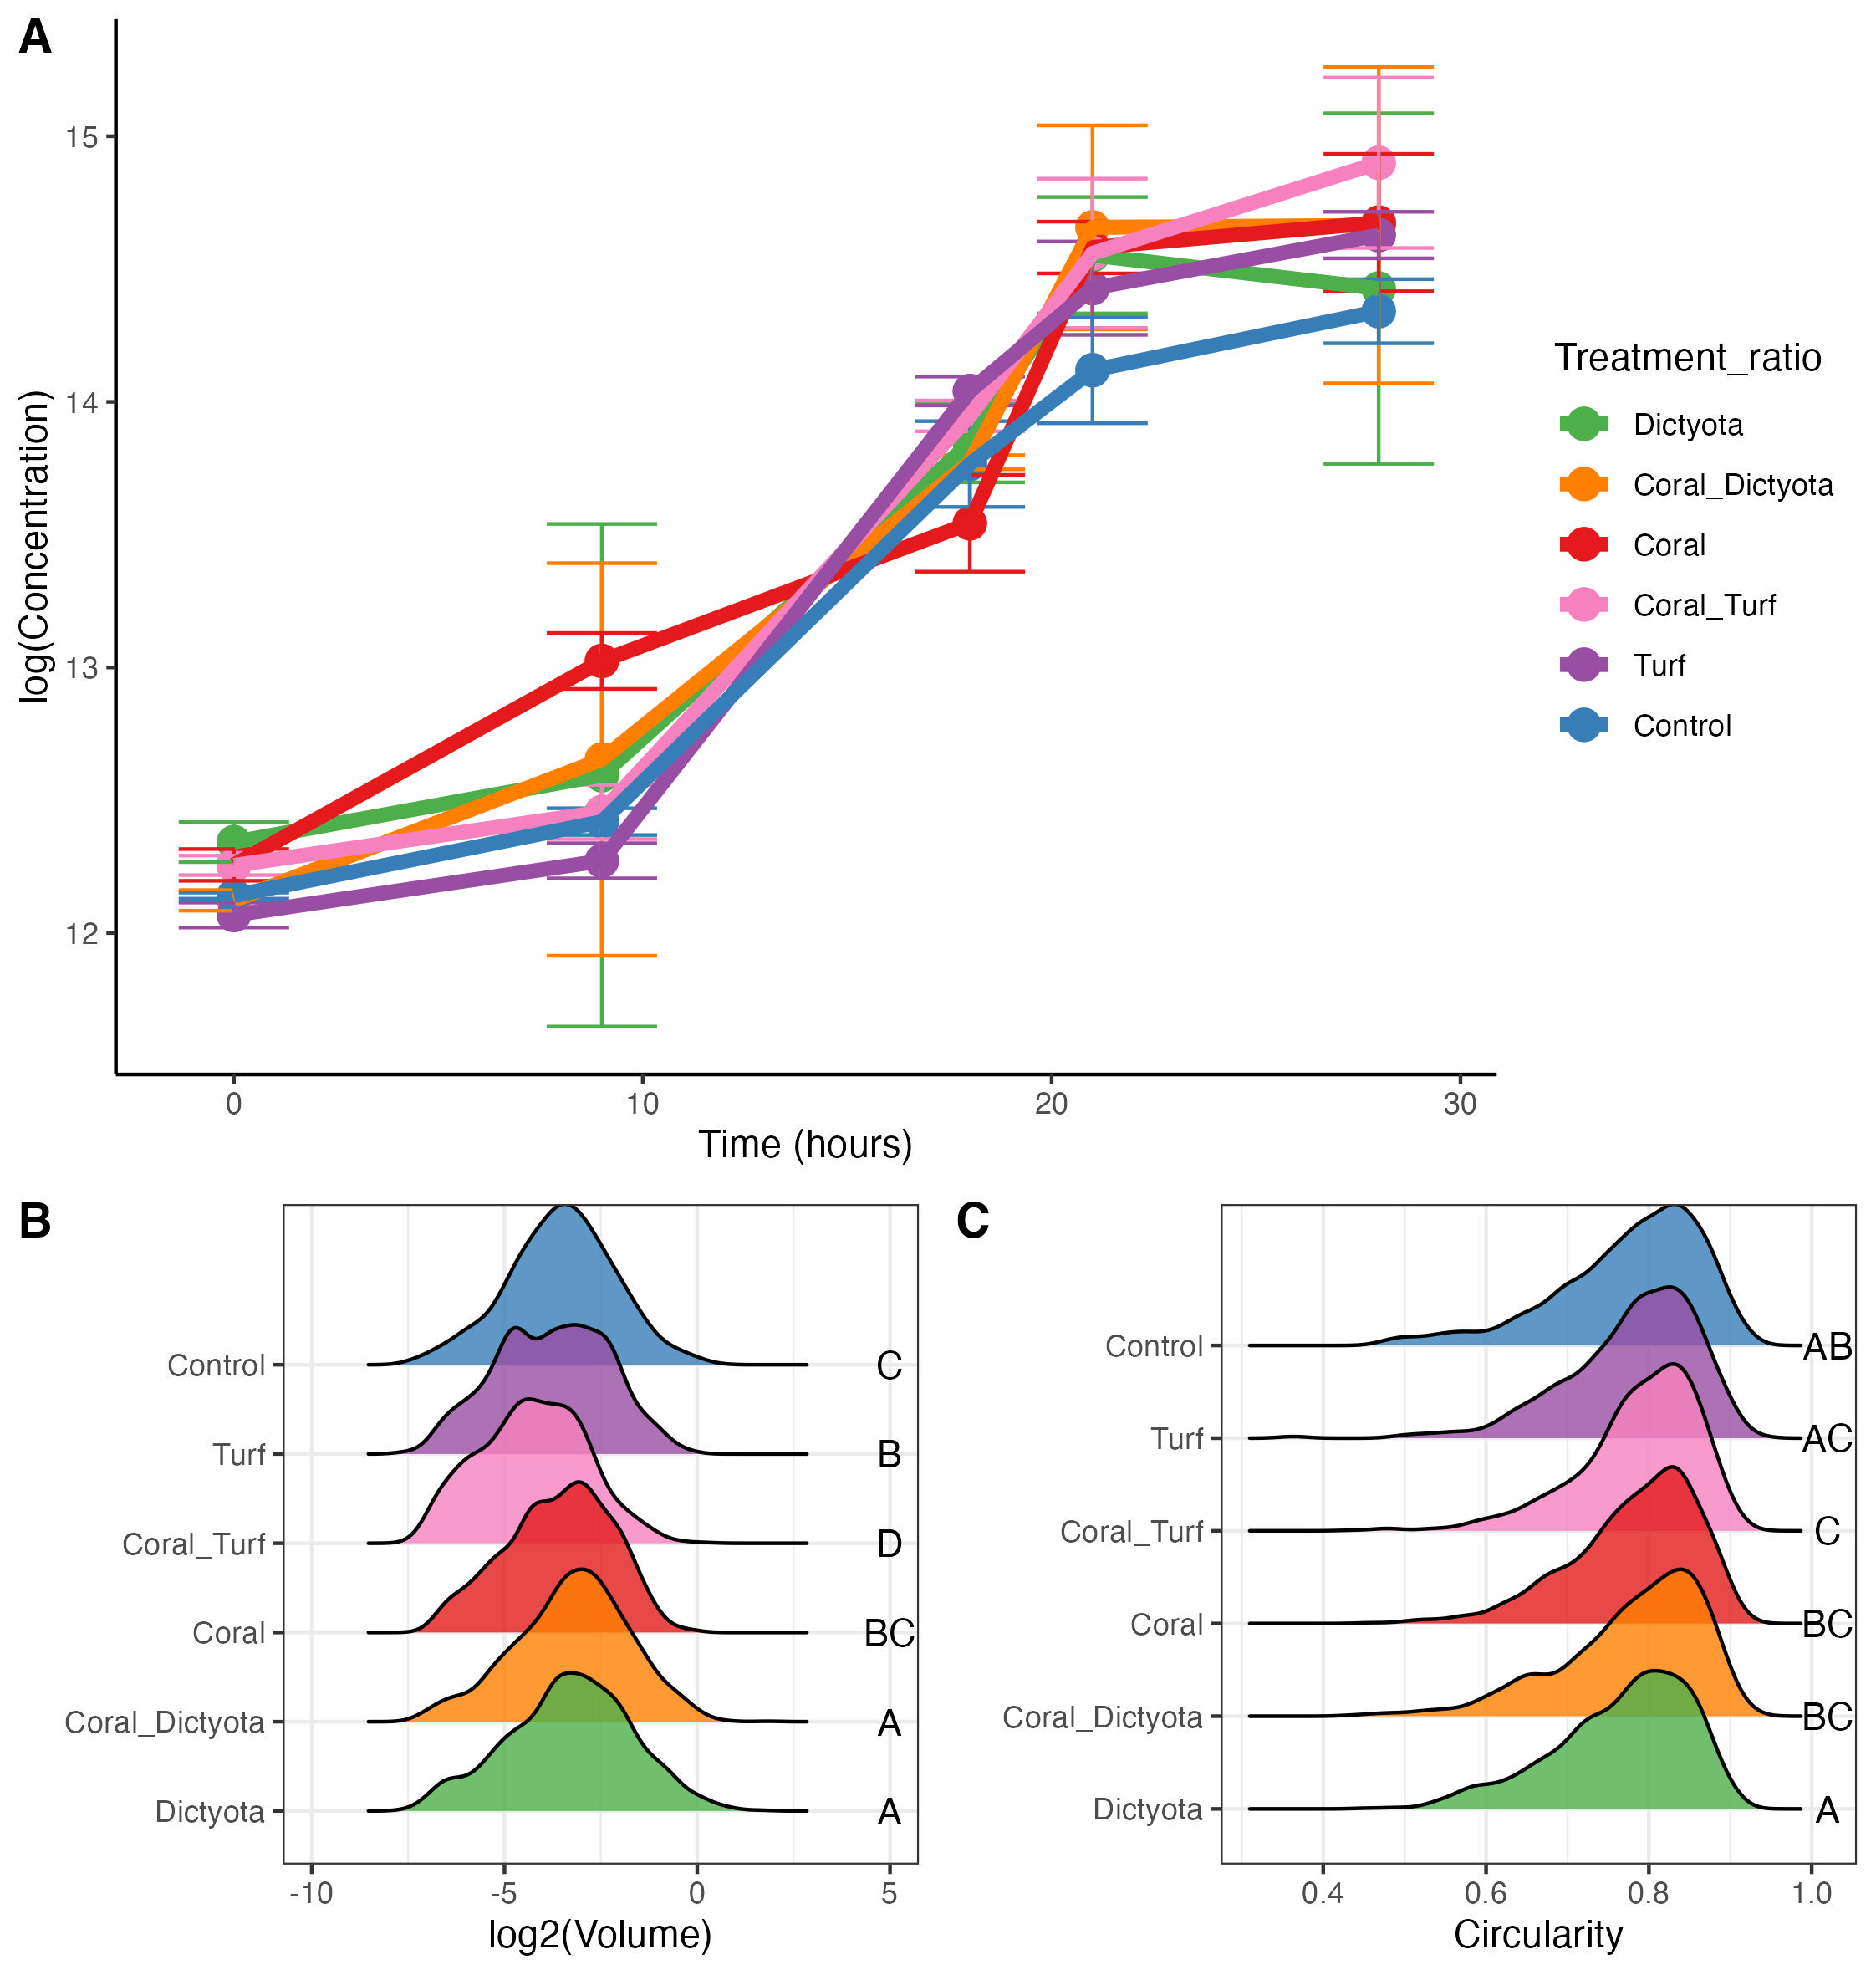 A
15
14
13
12
log(Concentration)
0 10 20 30
Time (hours)
Treatment_ratio
Dictyota
Coral_Dictyota
Coral
Coral_Turf
Turf
Control
B
Control C
Turf B
Coral_Turf D
Coral BC
Coral_Dictyota A
Dictyota A
-10 -5 0 5
log2(Volume)
C
Control AB
Turf AC
Coral_Turf C
Coral BC
Coral_Dictyota BC
Dictyota A
0.4 0.6 0.8 1.0
Circularity